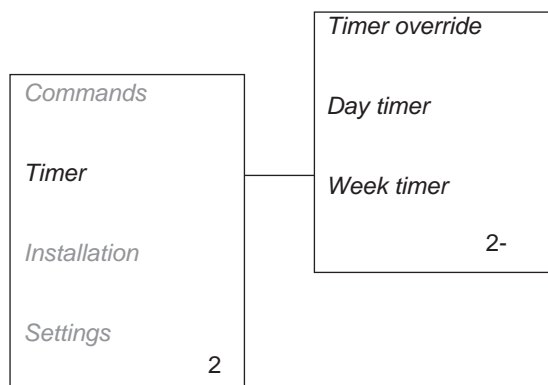 Commands
Timer
Installation
Settings
2
Timer override
Day timer
Week timer
2-